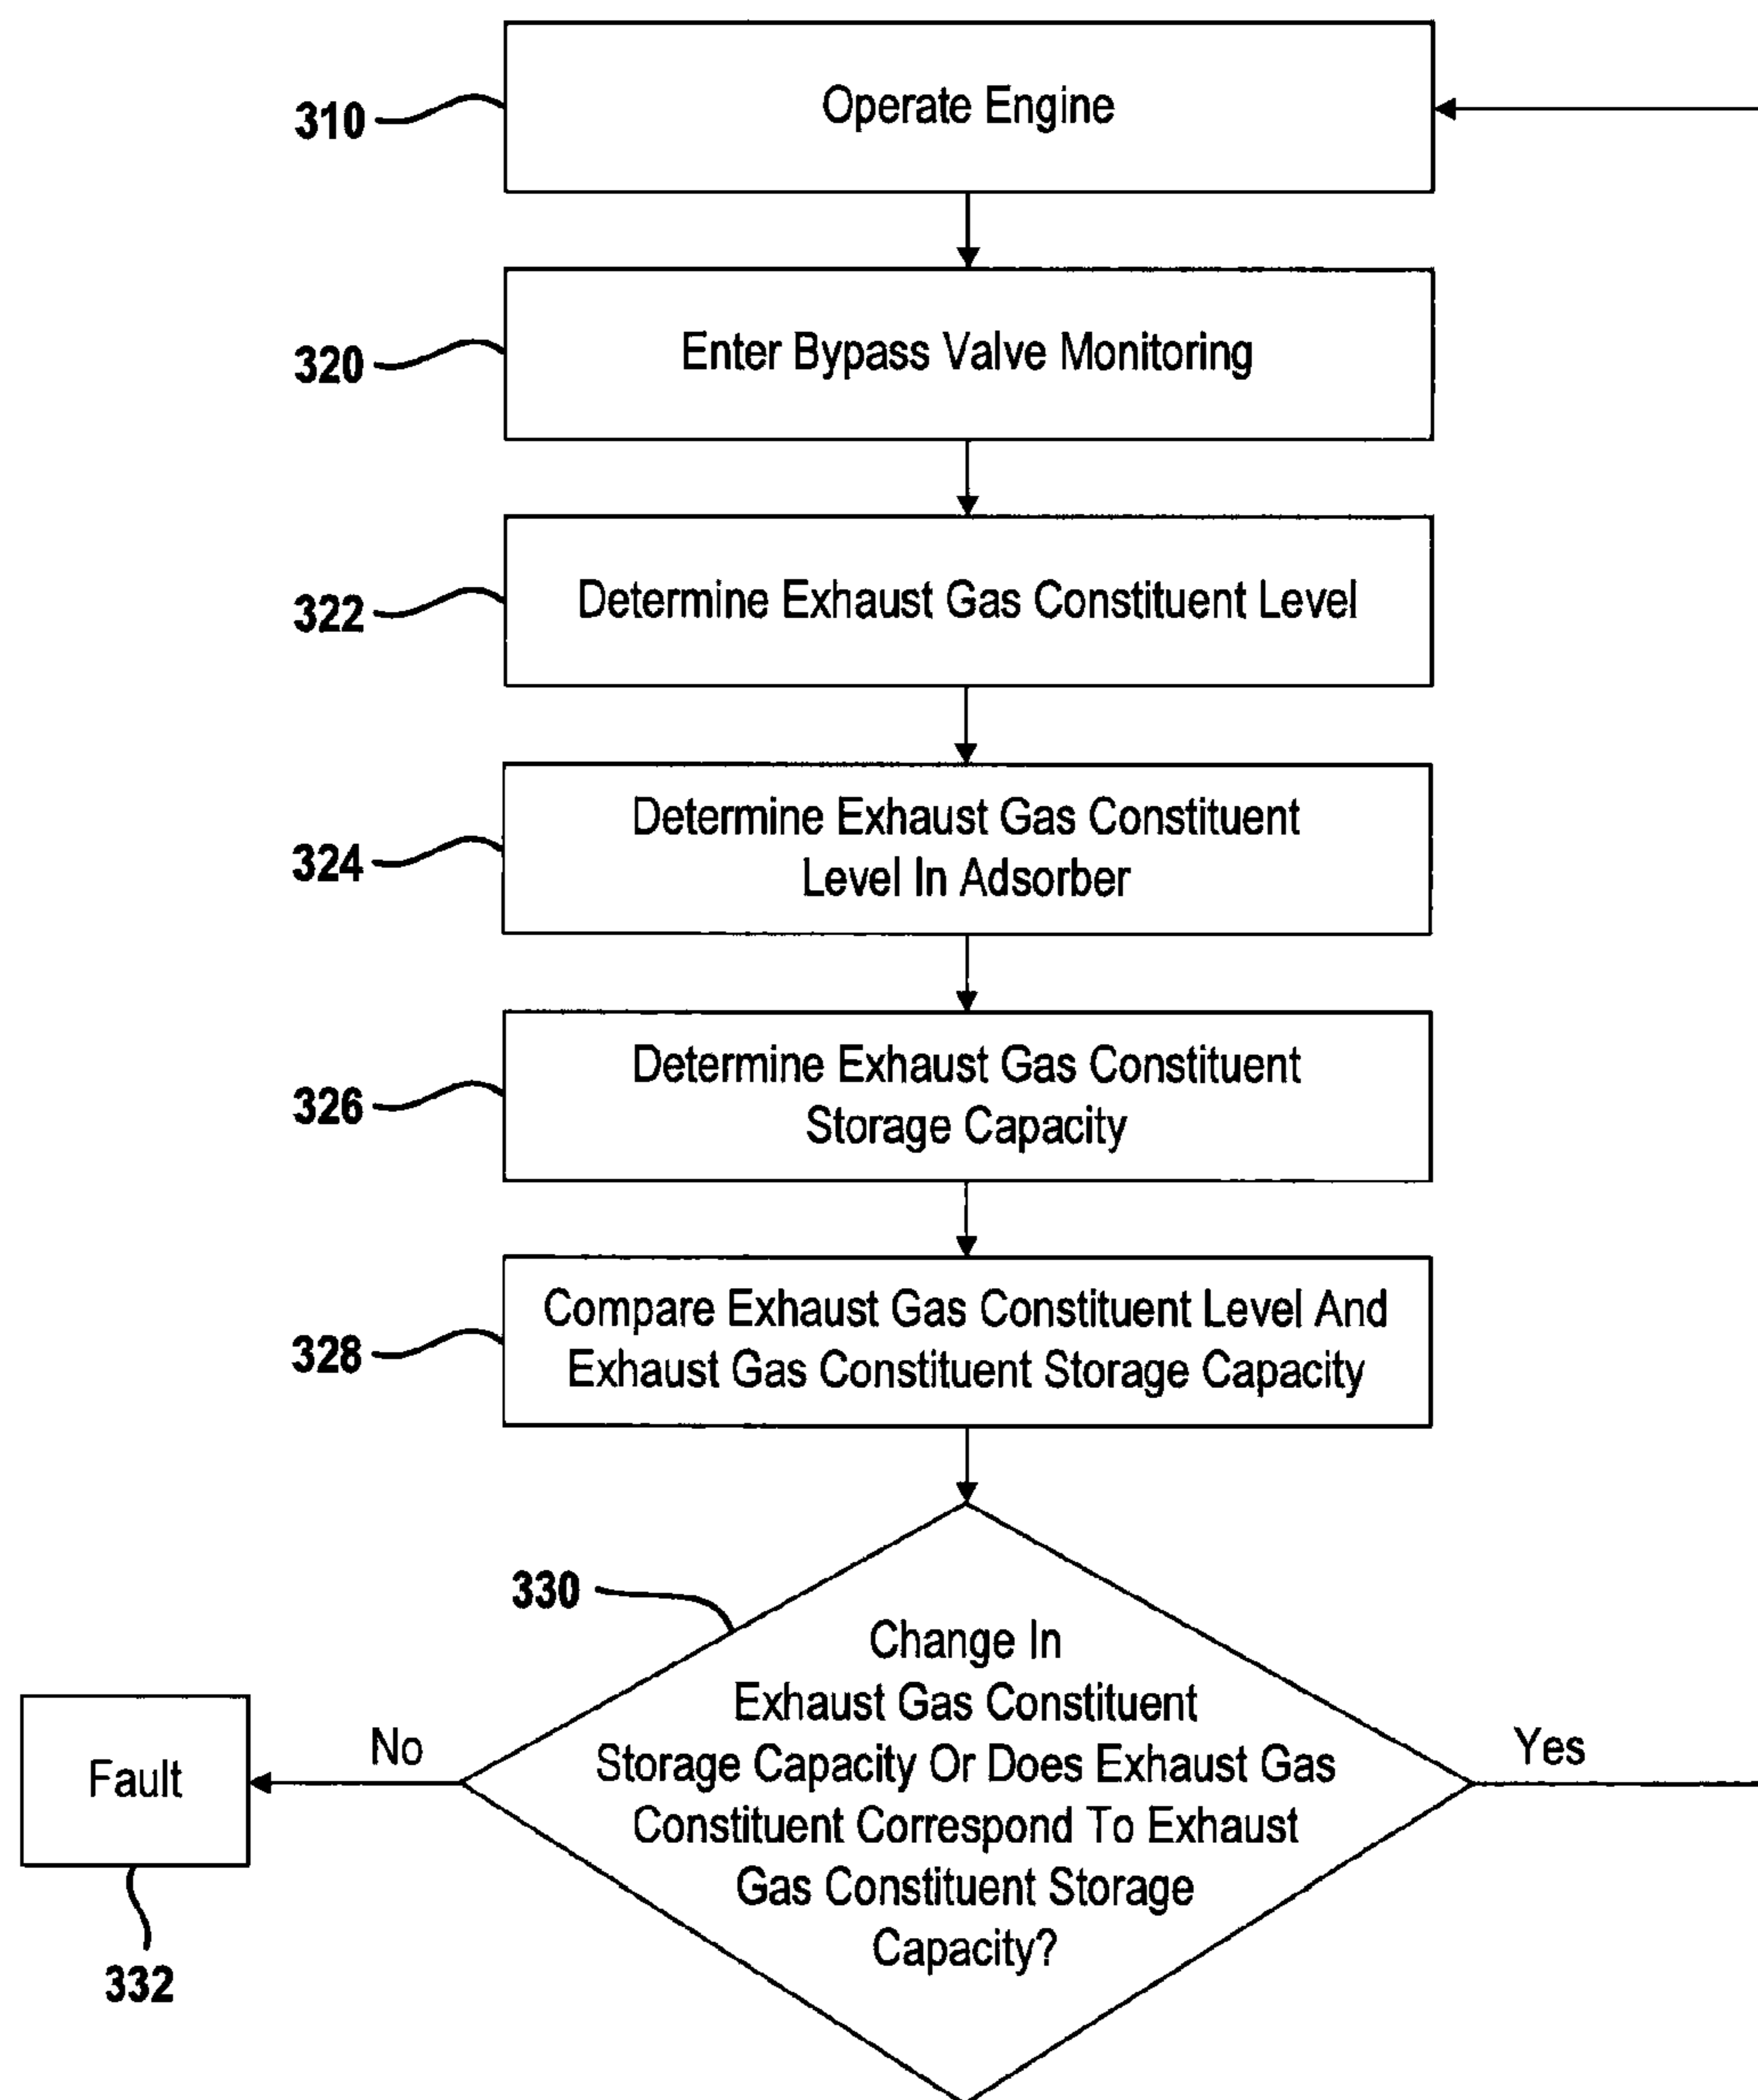 310
Operate Engine
320
Enter Bypass Valve Monitoring
322
Determine Exhaust Gas Constituent Level
324
Determine Exhaust Gas Constituent
Level In Adsorber
326
Determine Exhaust Gas Constituent
Storage Capacity
328
Compare Exhaust Gas Constituent Level And
Exhaust Gas Constituent Storage Capacity
330
Change In
Exhaust Gas Constituent
Storage Capacity Or Does Exhaust Gas
Constituent Correspond To Exhaust
Gas Constituent Storage
Capacity?
No
Yes
Fault
332